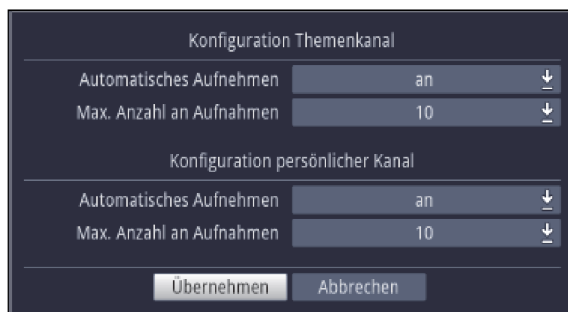 Konfiguration Themenkanal
Automatisches Aufnehmen an
Max. Anzahl an Aufnahmen 10
Konfiguration persönlicher Kanal
Automatisches Aufnehmen an
Max. Anzahl an Aufnahmen 10
Übernehmen Abbrechen